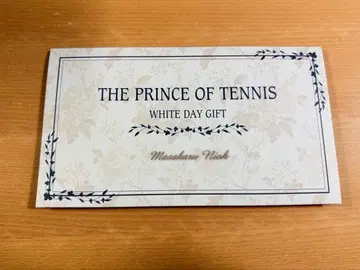 THE PRINCE OF TENNIS
WHITE DAY GIFT
Masaharu Nioh